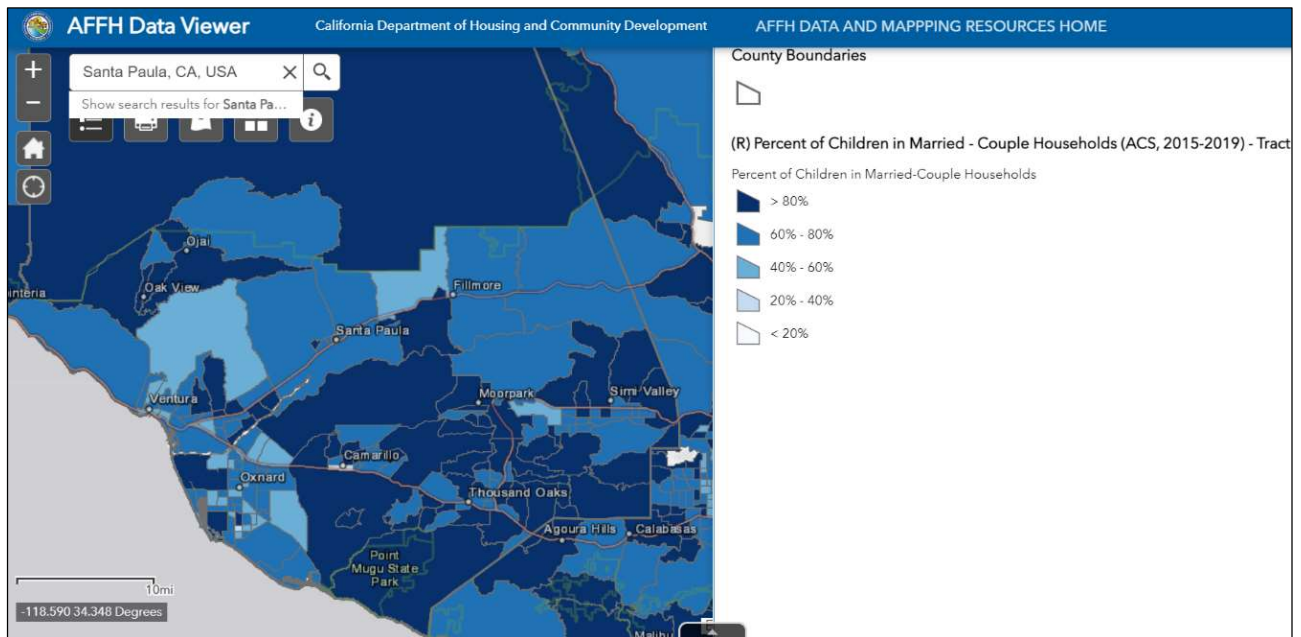 AFFH Data Viewer
California Department of Housing and Community Development
AFFH DATA AND MAPPPING RESOURCES HOME
Santa Paula, CA, USA
Show search results for Santa Pa...
County Boundaries
(R) Percent of Children in Married - Couple Households (ACS, 2015-2019) - Tract
Percent of Children in Married-Couple Households
> 80%
60% - 80%
40% - 60%
20% - 40%
< 20%
Ojai
Oak View
interia
Fillmore
Santa Paula
Ventura
Moorpark
Simi Valley
Camarillo
Oxnard
Thousand Oaks
Agoura Hills
Calabasas
Point
Mugu State
Park
Malibu
10mi
-118.590 34.348 Degrees